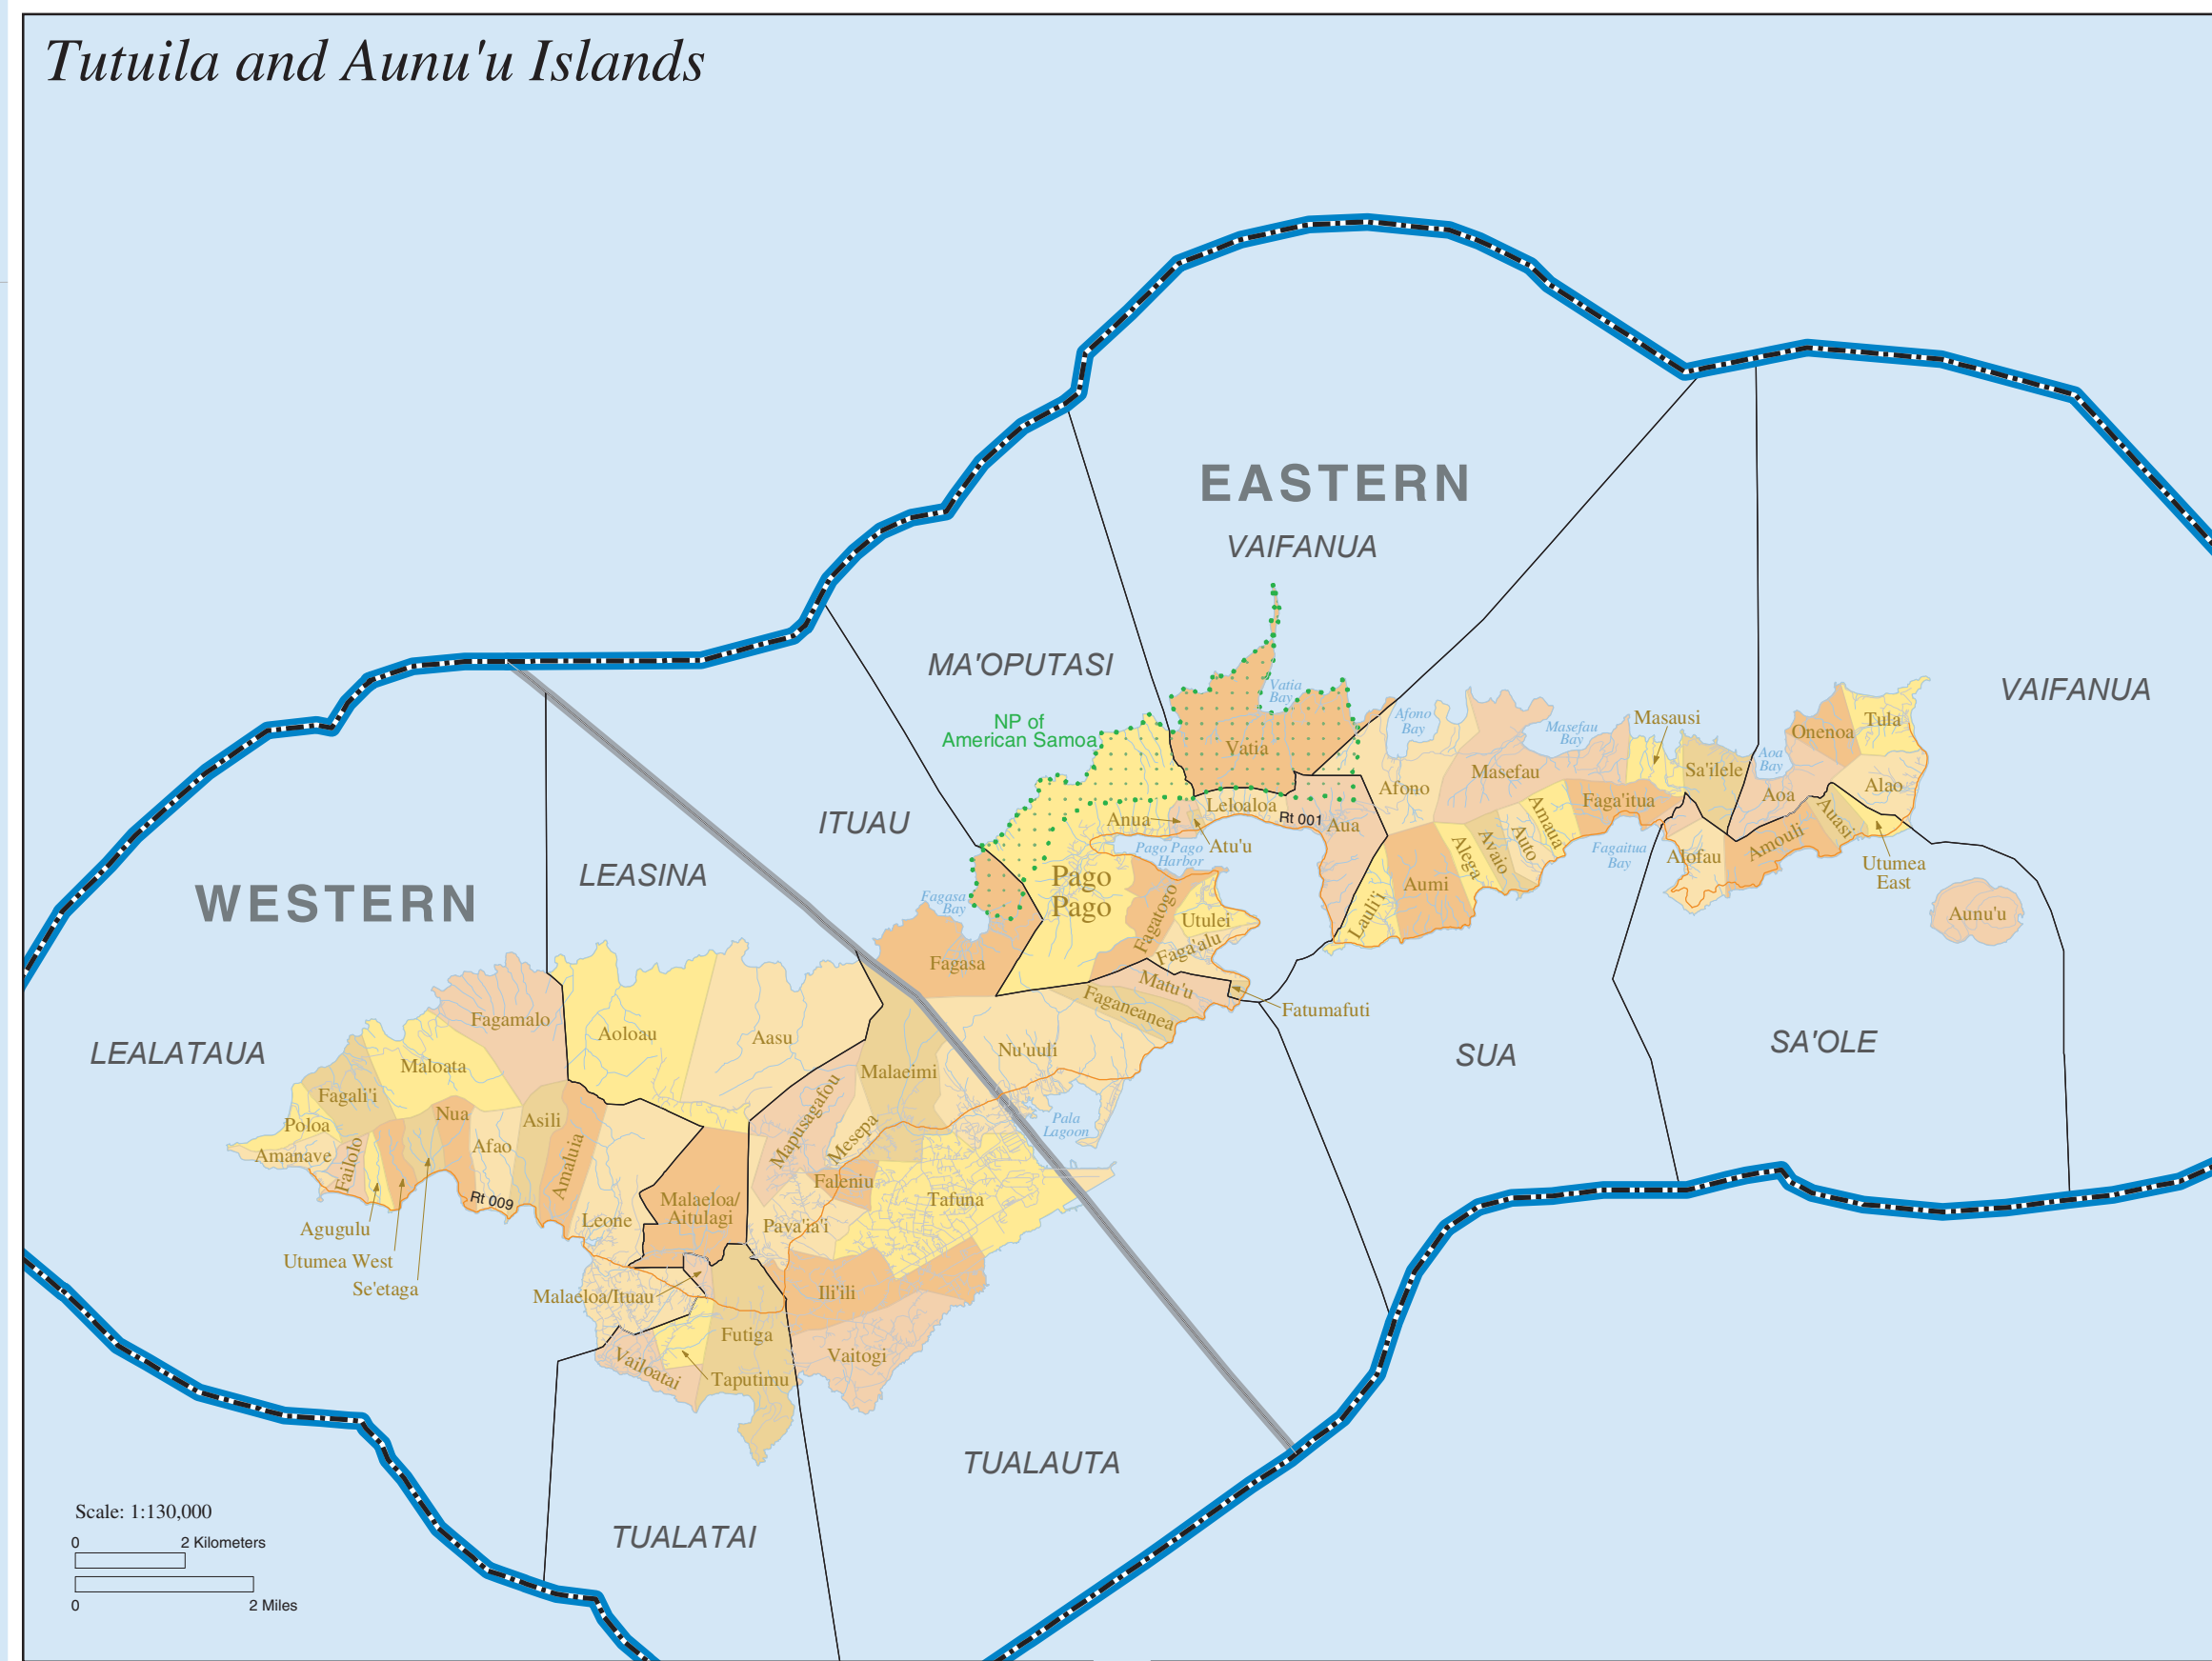 Tutuila and Aunu'u Islands
EASTERN
VAIFANUA
MA'OPUTASI
VAIFANUA
NP of
American Samoa
Vatia
Bay
Vatia
Afono
Bay
Masefau
Bay
Masausi
Sa'ilele
Aoa
Bay
Onenoa
Tula
Alao
Aoa
Masefau
Afono
Faga'itua
Leloaloa
Rt 001
Aua
Anua
Atu'u
Pago Pago
Harbor
Amaua
Auto
Avaio
Alega
Aumi
Lauli'i
Fagaitua
Bay
Alofau
Amouli
Auasi
Utumea
East
Aunu'u
ITUAU
LEASINA
WESTERN
Fagasa
Bay
Pago
Pago
Fagatogo
Utulei
Faga'alu
Fagasa
Matu'u
Faganeanea
Fatumafuti
LEALATAUA
SUA
SA'OLE
Fagamalo
Aoloau
Aasu
Nu'uuli
Malaeimi
Maloata
Fagali'i
Mapusagafou
Mesepa
Pala
Lagoon
Poloa
Nua
Asili
Amanave
Failolo
Afao
Amaluia
Faleniu
Tafuna
Malaeloa/
Aitulagi
Rt 009
Leone
Pava'ia'i
Agugulu
Utumea West
Se'etaga
Malaeloa/Ituau
Ili'ili
Futiga
Vaitogi
Vailoatai
Taputimu
TUALAUTA
TUALATAI
Scale: 1:130,000
0 2 Kilometers
0 2 Miles